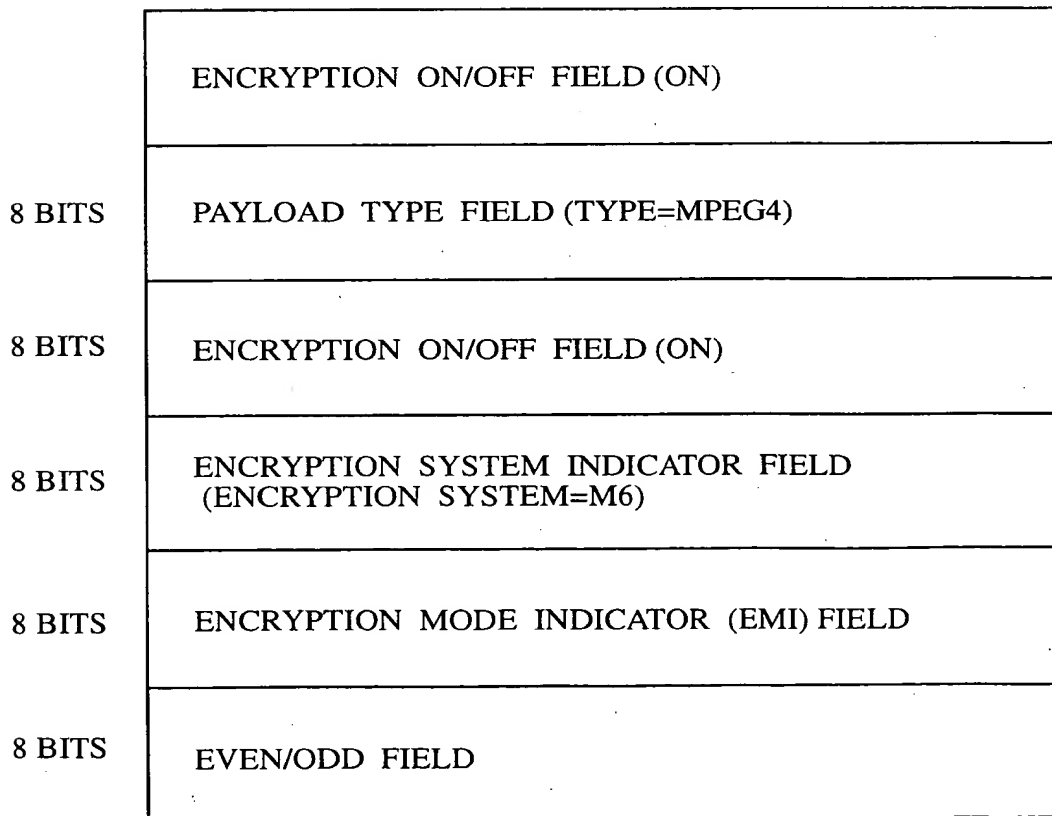 ENCRYPTION ON/OFF FIELD (ON)
8 BITS PAYLOAD TYPE FIELD (TYPE=MPEG4)
8 BITS ENCRYPTION ON/OFF FIELD (ON)
8 BITS ENCRYPTION SYSTEM INDICATOR FIELD
(ENCRYPTION SYSTEM=M6)
8 BITS ENCRYPTION MODE INDICATOR (EMI) FIELD
8 BITS EVEN/ODD FIELD